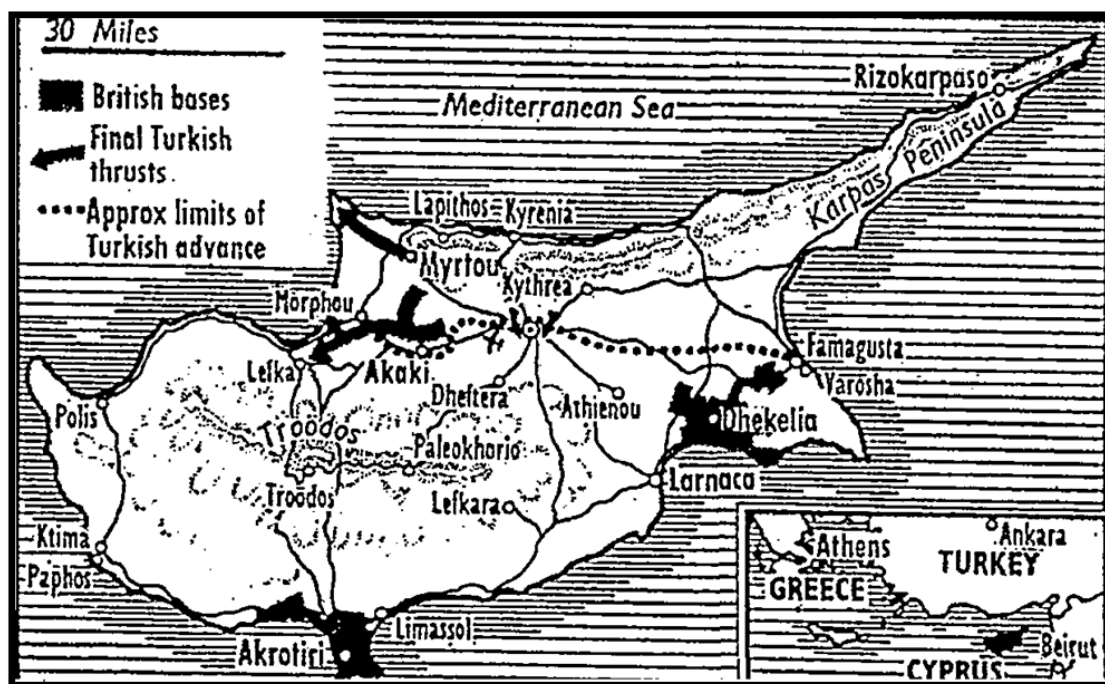 30 Miles
British bases
Final Turkish
thrusts
Approx limits of
Turkish advance
Mediterranean Sea
Rizokarpaso
Karpas Peninsula
Lapithos
Kyrenia
Myrtou
Kythrea
Morphou
Famagusta
Lefka
Akaki
Varosha
Polis
Dheftera
Athienou
Dhekelia
Troödos
Paleokhorio
Troödos
Lefkara
Larnaca
Ktima
Paphos
Limassol
Akrotiri
Athens
Ankara
TURKEY
GREECE
Beirut
CYPRUS